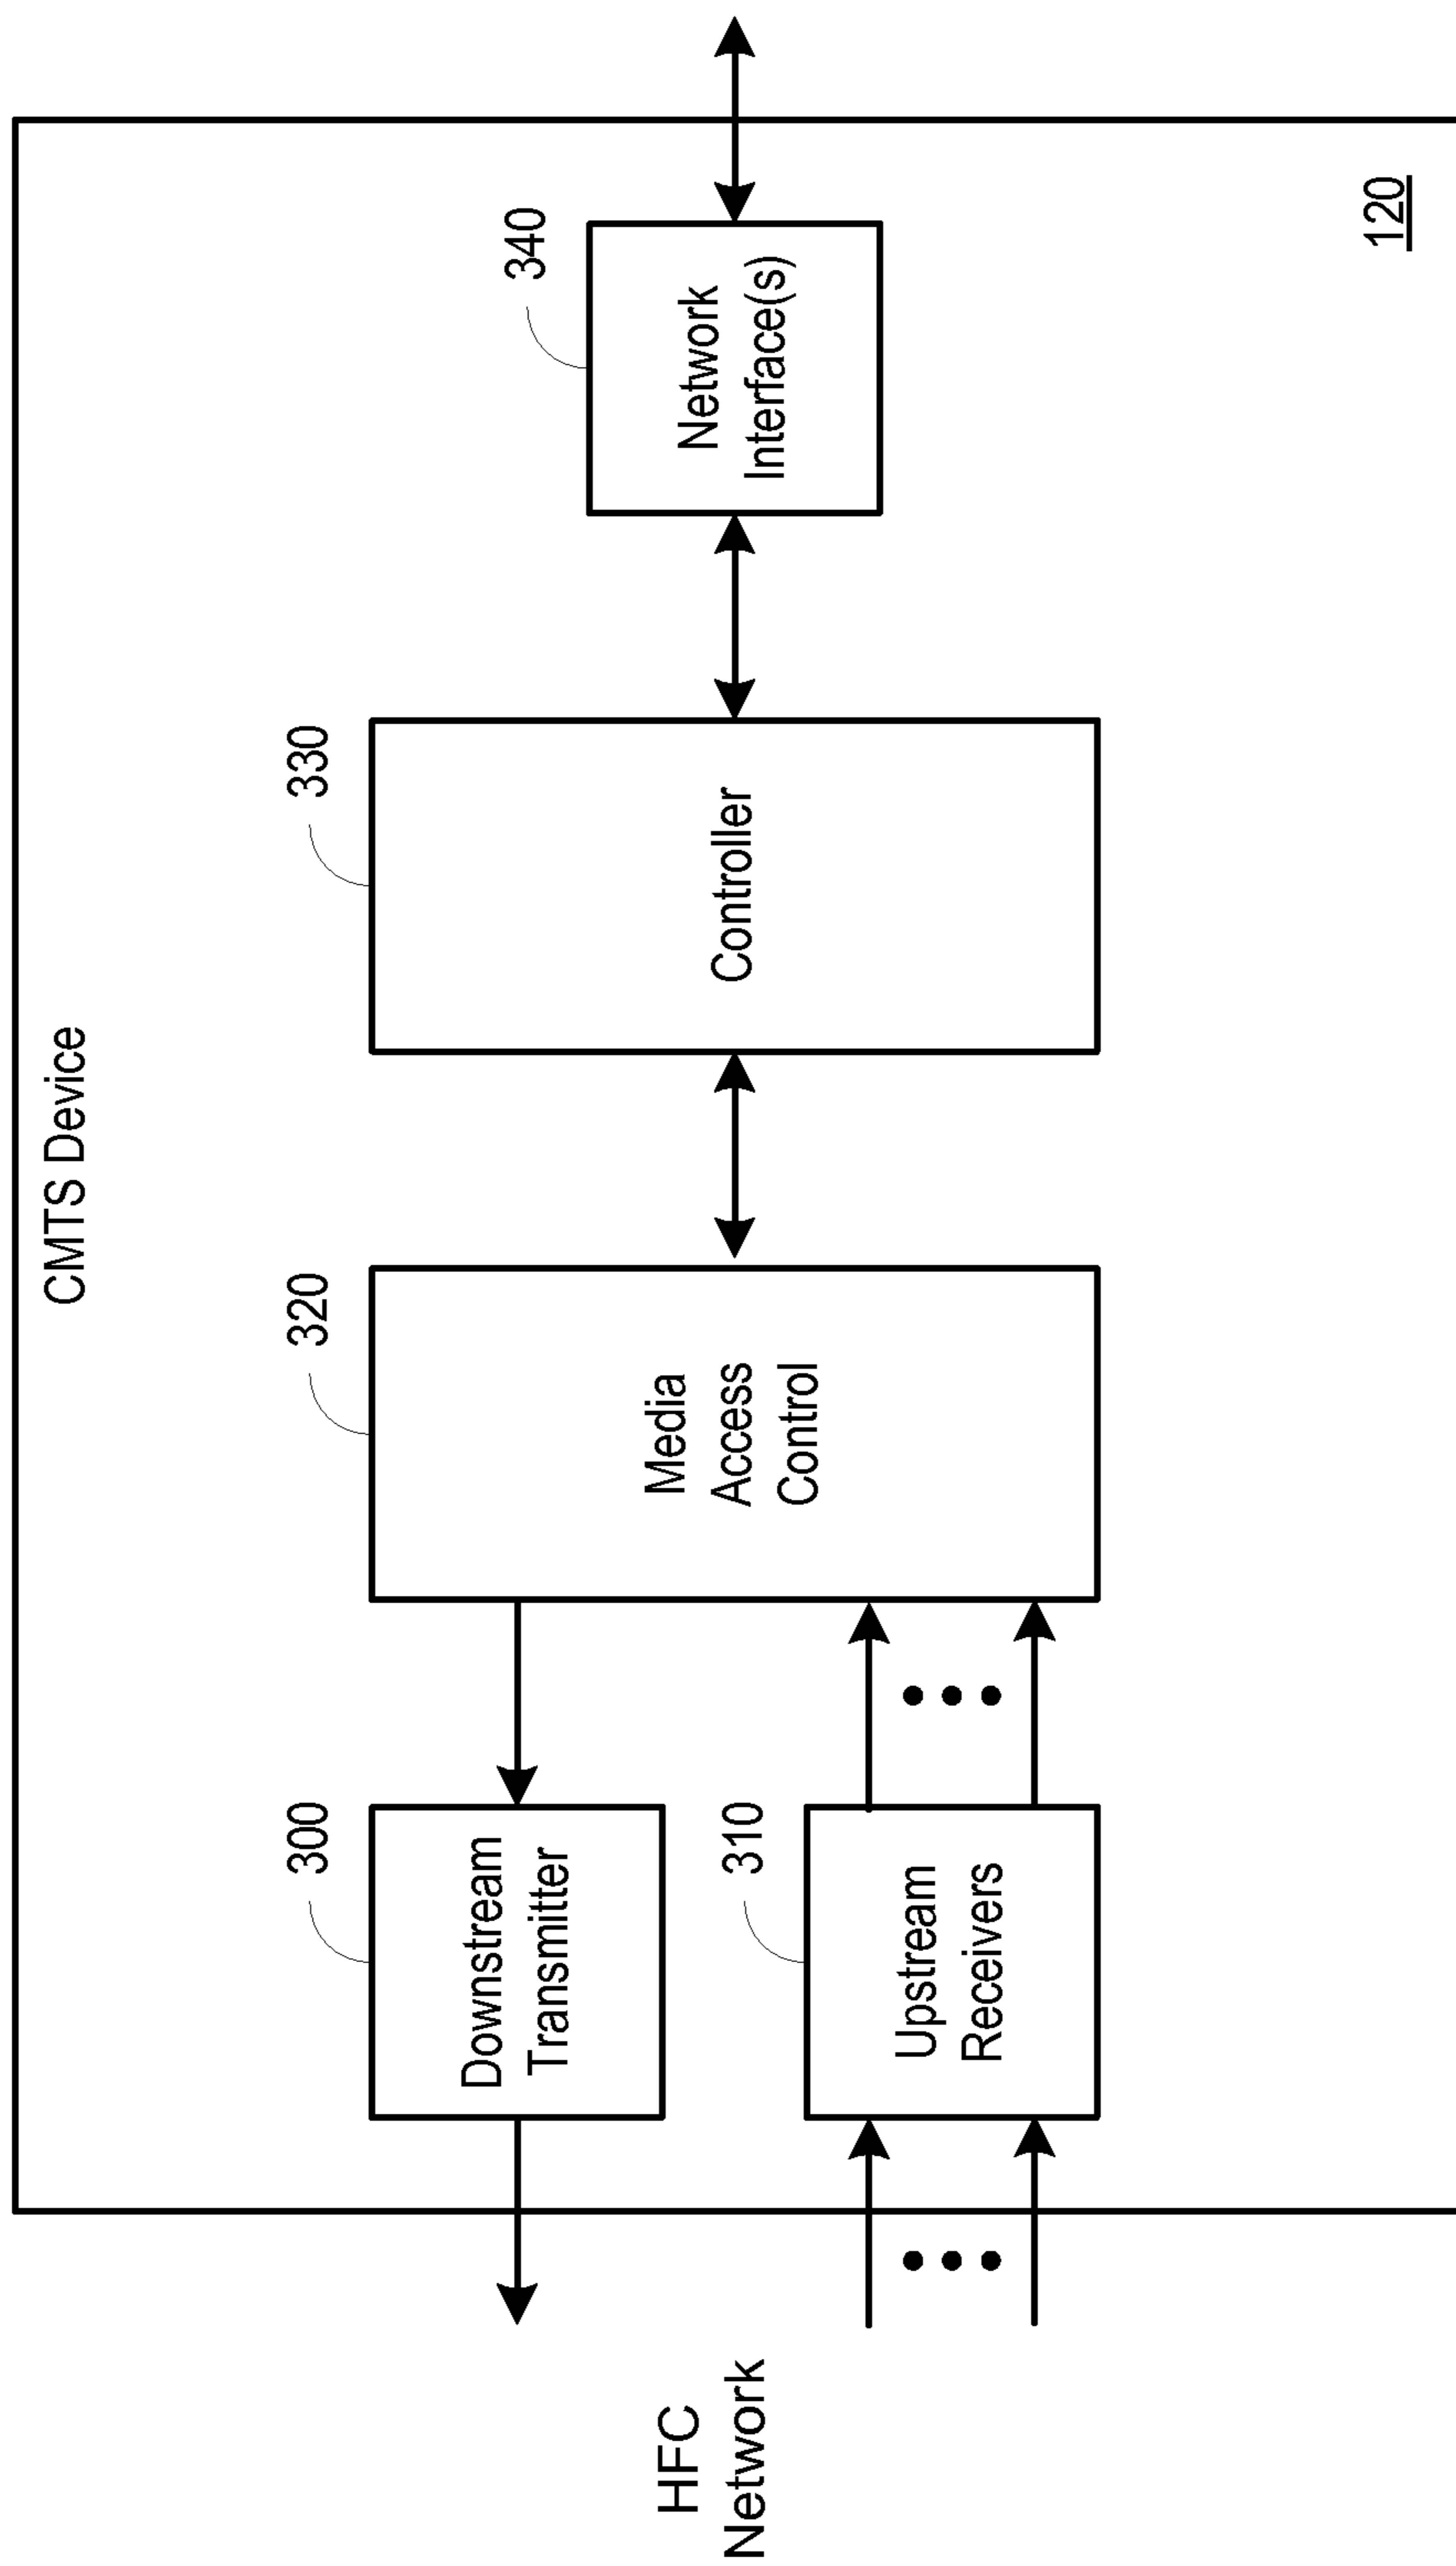 CMTS Device
300
Downstream
Transmitter
310
Upstream
Receivers
320
Media
Access
Control
330
Controller
340
Network
Interface(s)
HFC
Network
120